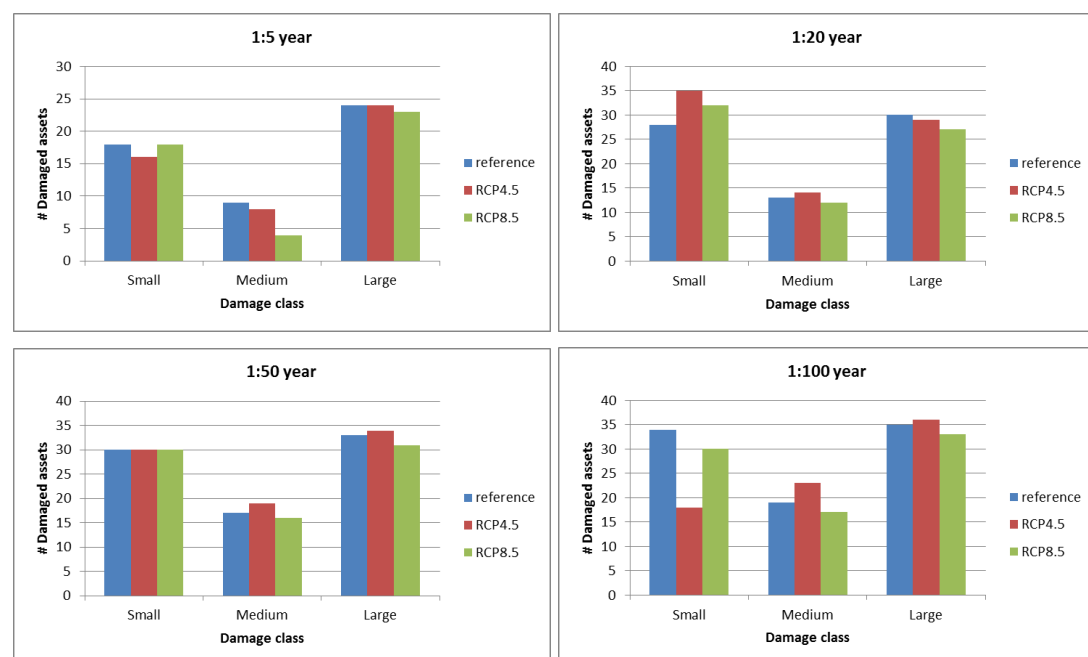 1:5 year
# Damaged assets
30
25
20
15
10
5
0
Small Medium Large
Damage class
reference
RCP4.5
RCP8.5
1:20 year
# Damaged assets
40
35
30
25
20
15
10
5
0
Small Medium Large
Damage class
reference
RCP4.5
RCP8.5
1:50 year
# Damaged assets
40
35
30
25
20
15
10
5
0
Small Medium Large
Damage class
reference
RCP4.5
RCP8.5
1:100 year
# Damaged assets
40
35
30
25
20
15
10
5
0
Small Medium Large
Damage class
reference
RCP4.5
RCP8.5